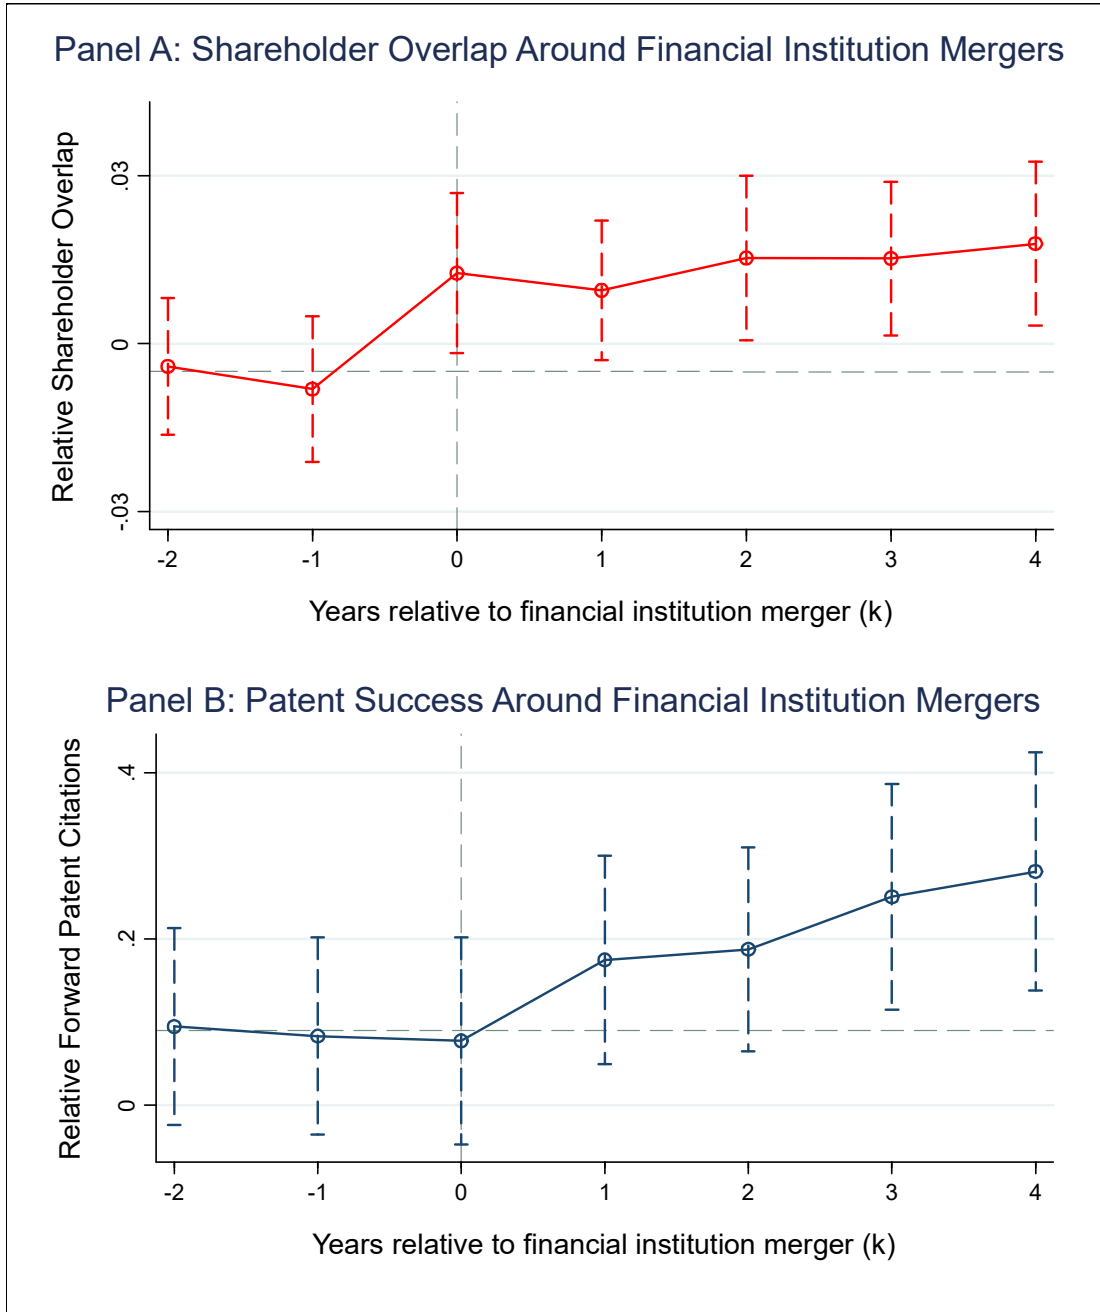 Panel A: Shareholder Overlap Around Financial Institution Mergers
Relative Shareholder Overlap
.03
0
-.03
-2 -1 0 1 2 3 4
Years relative to financial institution merger (k)
Panel B: Patent Success Around Financial Institution Mergers
Relative Forward Patent Citations
.4
.2
0
-2 -1 0 1 2 3 4
Years relative to financial institution merger (k)